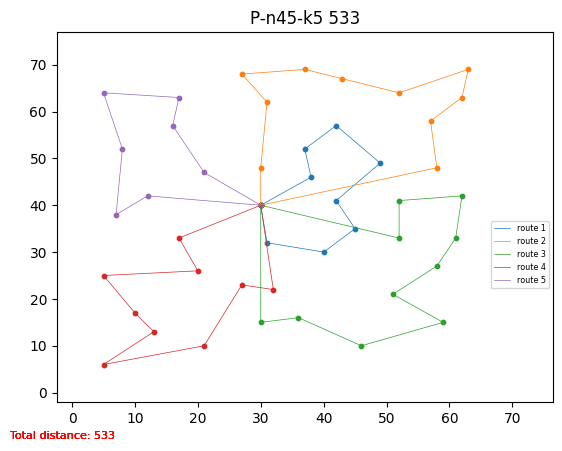 P-n45-k5 533
70
60
50
40
30
20
10
0
route 1
route 2
route 3
route 4
route 5
0 10 20 30 40 50 60 70
Total distance: 533